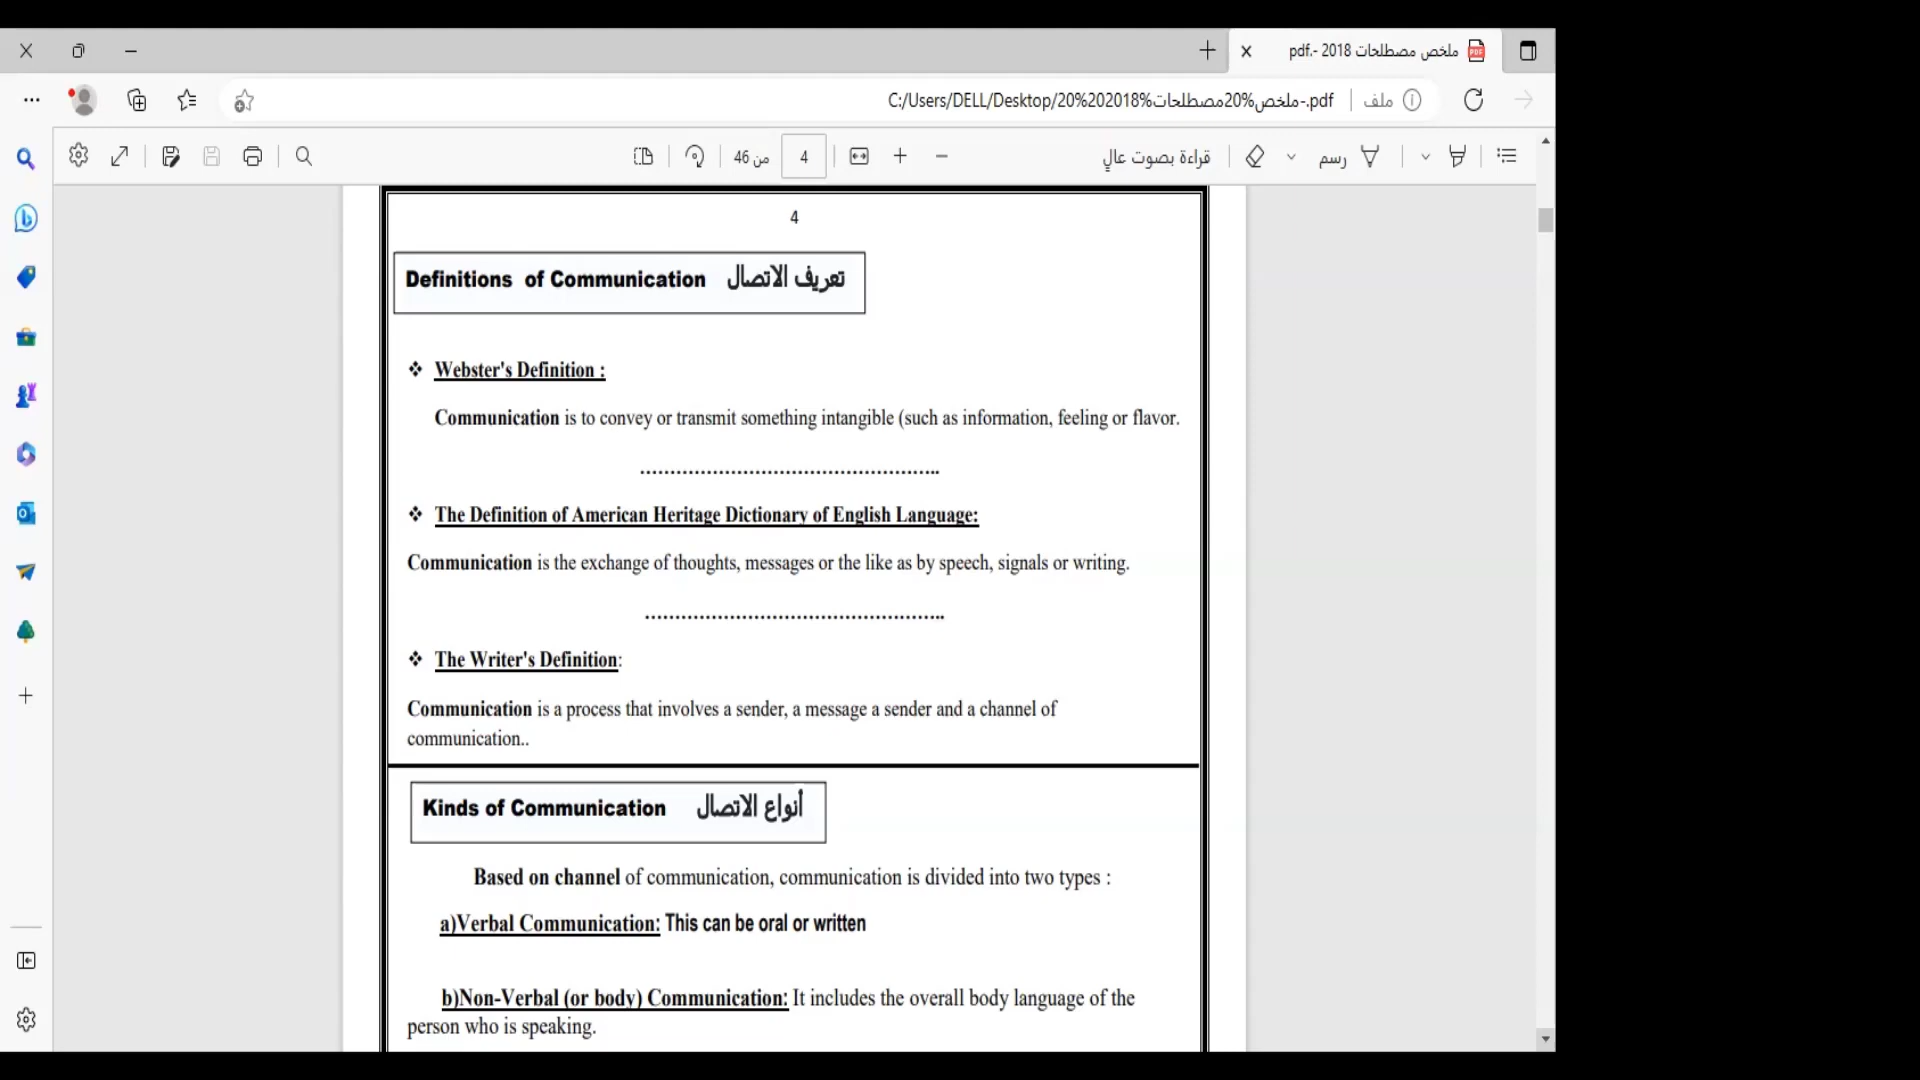 ملخص مصطلحات 2018 -.pdf
ملف
C:/Users/DELL/Desktop/20%202018%مصطلحات20%ملخص-.pdf
قراءة بصوت عالٍ
رسم
4
من 46
4
Definitions of Communication تعريف الاتصال
❖ Webster's Definition :
Communication is to convey or transmit something intangible (such as information, feeling or flavor.
…………………………………………..
❖ The Definition of American Heritage Dictionary of English Language:
Communication is the exchange of thoughts, messages or the like as by speech, signals or writing.
…………………………………………..
❖ The Writer's Definition:
Communication is a process that involves a sender, a message a sender and a channel of
communication..
Kinds of Communication أنواع الاتصال
Based on channel of communication, communication is divided into two types :
a)Verbal Communication: This can be oral or written
b)Non-Verbal (or body) Communication: It includes the overall body language of the
person who is speaking.